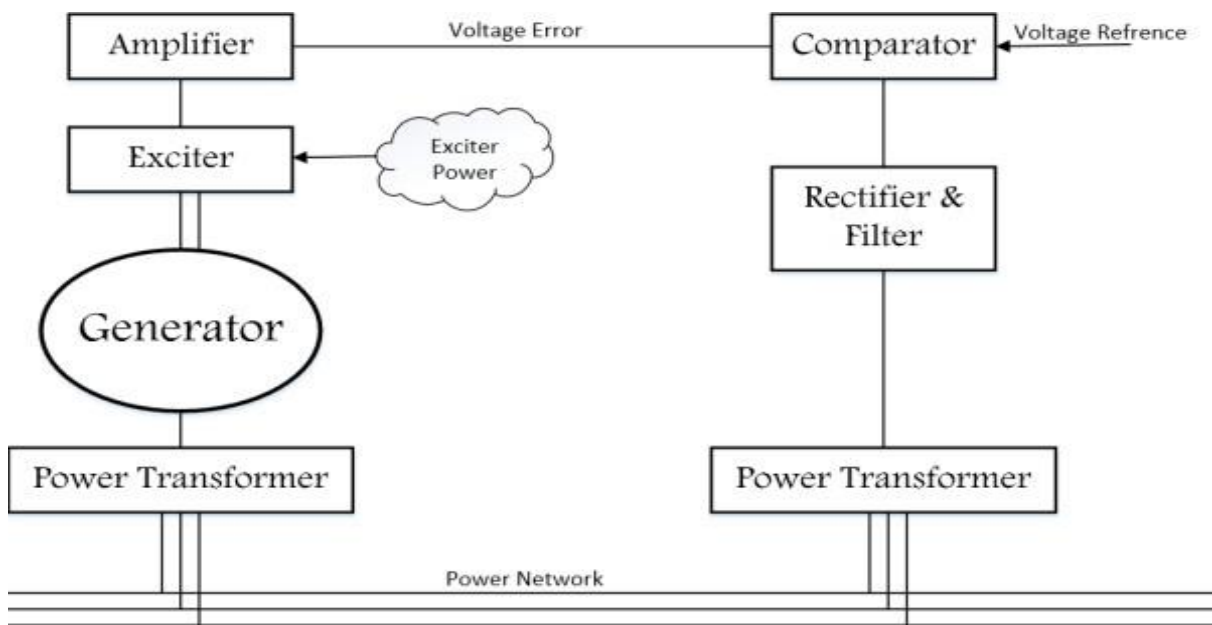 Amplifier
Voltage Error
Comparator
Voltage Refrence
Exciter
Exciter
Power
Rectifier &
Filter
Generator
Power Transformer
Power Transformer
Power Network